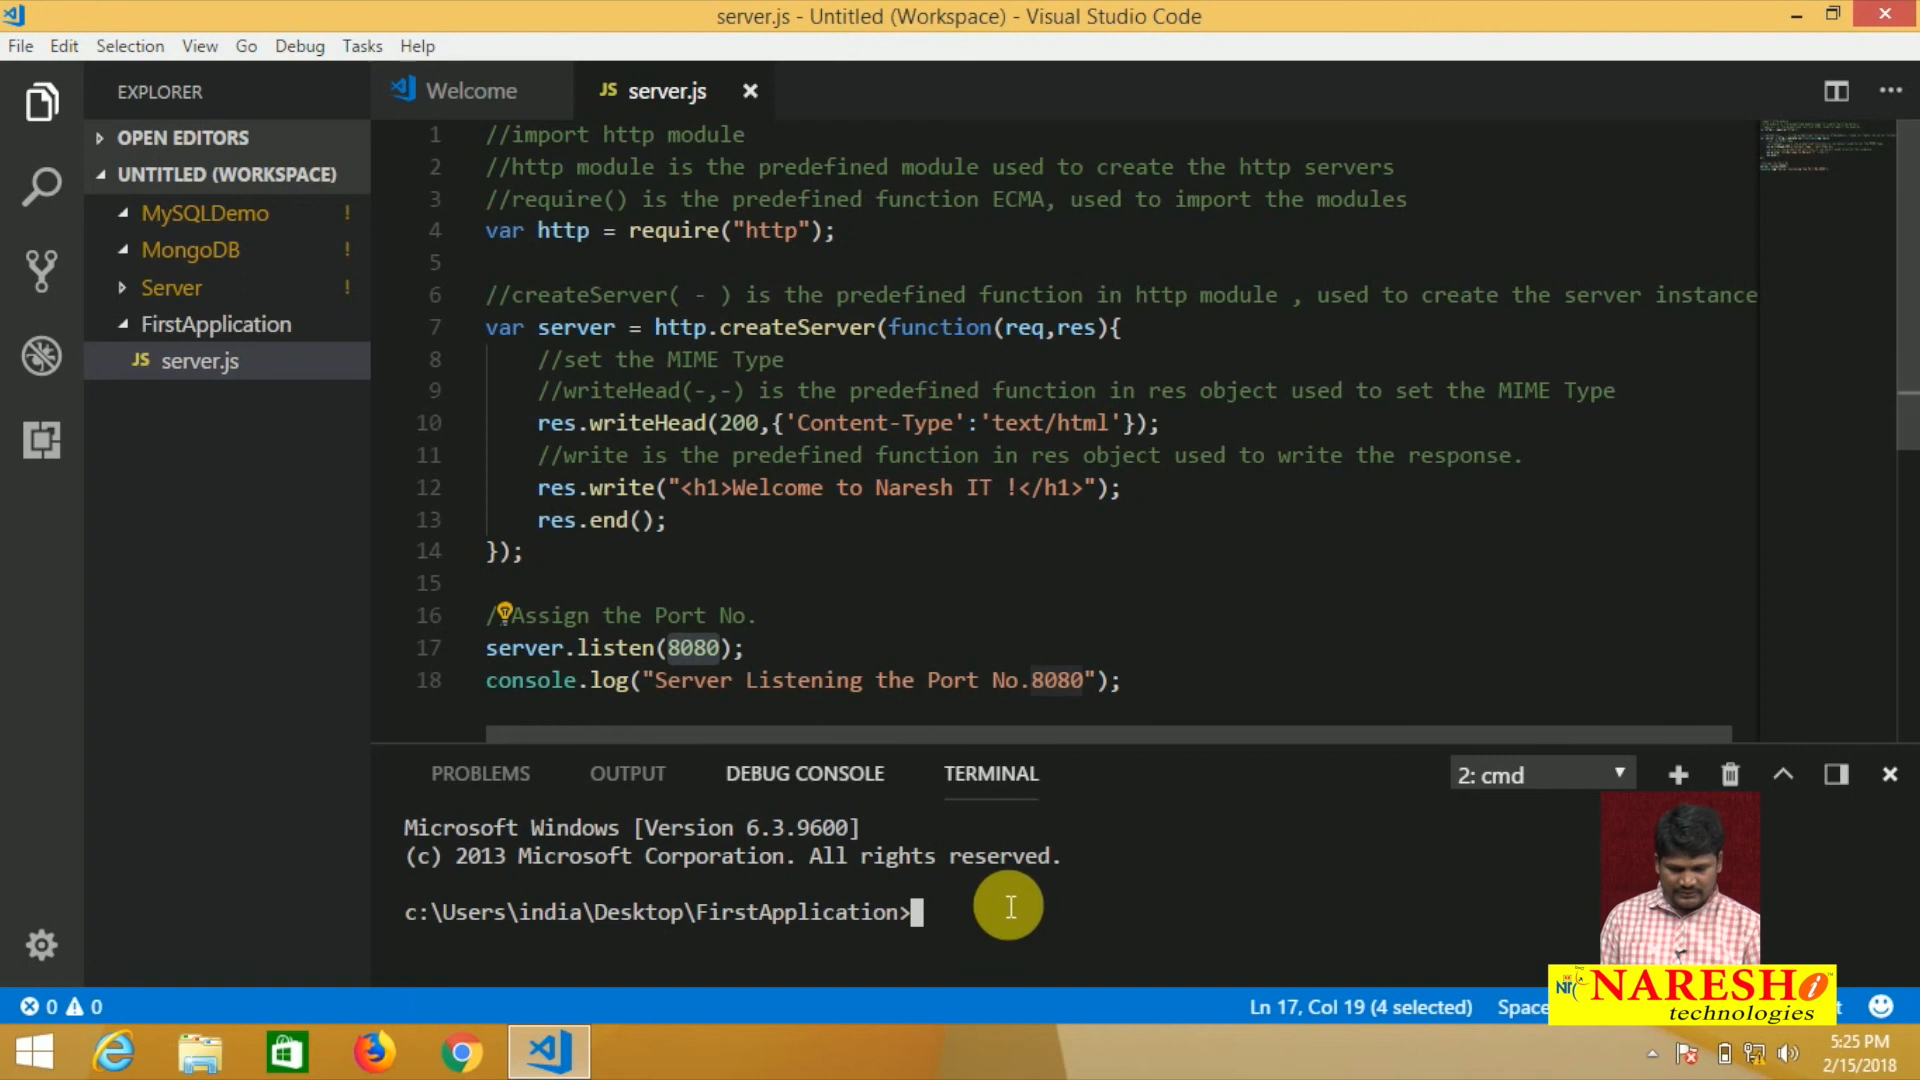 server.js - Untitled (Workspace) - Visual Studio Code
File Edit Selection View Go Debug Tasks Help
EXPLORER
OPEN EDITORS
UNTITLED (WORKSPACE)
MySQLDemo !
MongoDB !
Server !
FirstApplication
JS server.js
Welcome
JS server.js
1 //import http module
2 //http module is the predefined module used to create the http servers
3 //require() is the predefined function ECMA, used to import the modules
4 var http = require("http");
5
6 //createServer( - ) is the predefined function in http module , used to create the server instance
7 var server = http.createServer(function(req,res){
8 //set the MIME Type
9 //writeHead(-,-) is the predefined function in res object used to set the MIME Type
10 res.writeHead(200,{'Content-Type':'text/html'});
11 //write is the predefined function in res object used to write the response.
12 res.write("<h1>Welcome to Naresh IT !</h1>");
13 res.end();
14 });
15
16 /Assign the Port No.
17 server.listen(8080);
18 console.log("Server Listening the Port No.8080");
PROBLEMS OUTPUT DEBUG CONSOLE TERMINAL
2: cmd
Microsoft Windows [Version 6.3.9600]
(c) 2013 Microsoft Corporation. All rights reserved.
c:\Users\india\Desktop\FirstApplication>
0 0
Ln 17, Col 19 (4 selected)
Space
NARESH i
technologies
5:25 PM
2/15/2018